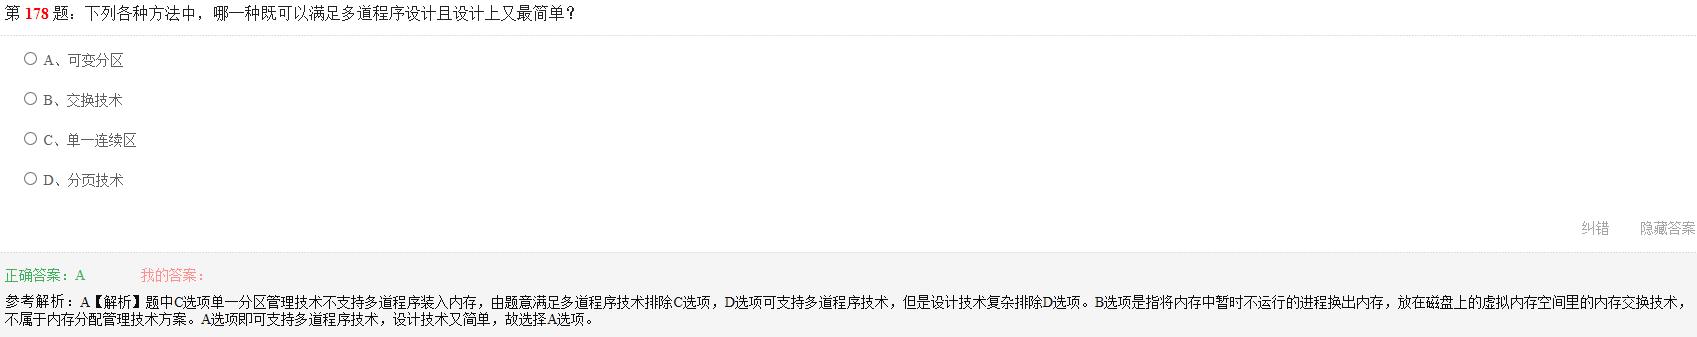 第 178 题：下列各种方法中，哪一种既可以满足多道程序设计且设计上又最简单？
A、可变分区
B、交换技术
C、单一连续区
D、分页技术
纠错 隐藏答案
正确答案：A 我的答案：
参考解析：A【解析】题中C选项单一分区管理技术不支持多道程序装入内存，由题意满足多道程序技术排除C选项，D选项可支持多道程序技术，但是设计技术复杂排除D选项。B选项是指将内存中暂时不运行的进程换出内存，放在磁盘上的虚拟内存空间里的内存交换技术，
不属于内存分配管理技术方案。A选项即可支持多道程序技术，设计技术又简单，故选择A选项。